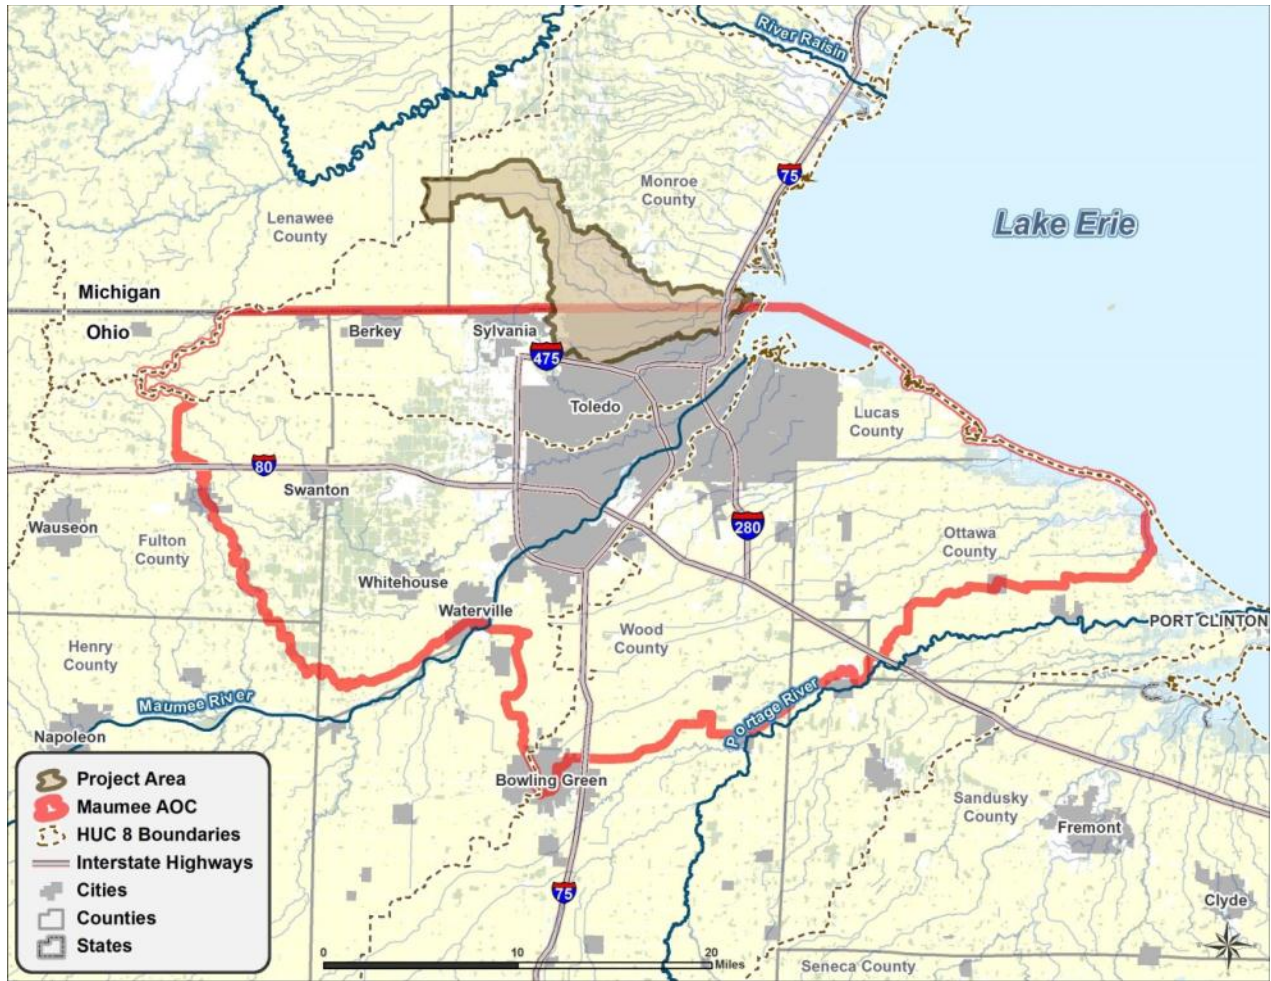 River Raisin
75
Monroe
County
Lake Erie
Lenawee
County
Michigan
Ohio
Berkey
Sylvania
475
Toledo
Lucas
County
80
Swanton
Wauseon
Fulton
County
280
Ottawa
County
Whitehouse
Waterville
Wood
County
PORT CLINTON
Henry
County
Maumee River
Portage River
Napoleon
Bowling Green
Sandusky
County
Fremont
75
Clyde
Seneca County
Project Area
Maumee AOC
HUC 8 Boundaries
Interstate Highways
Cities
Counties
States
0 10 20
Miles